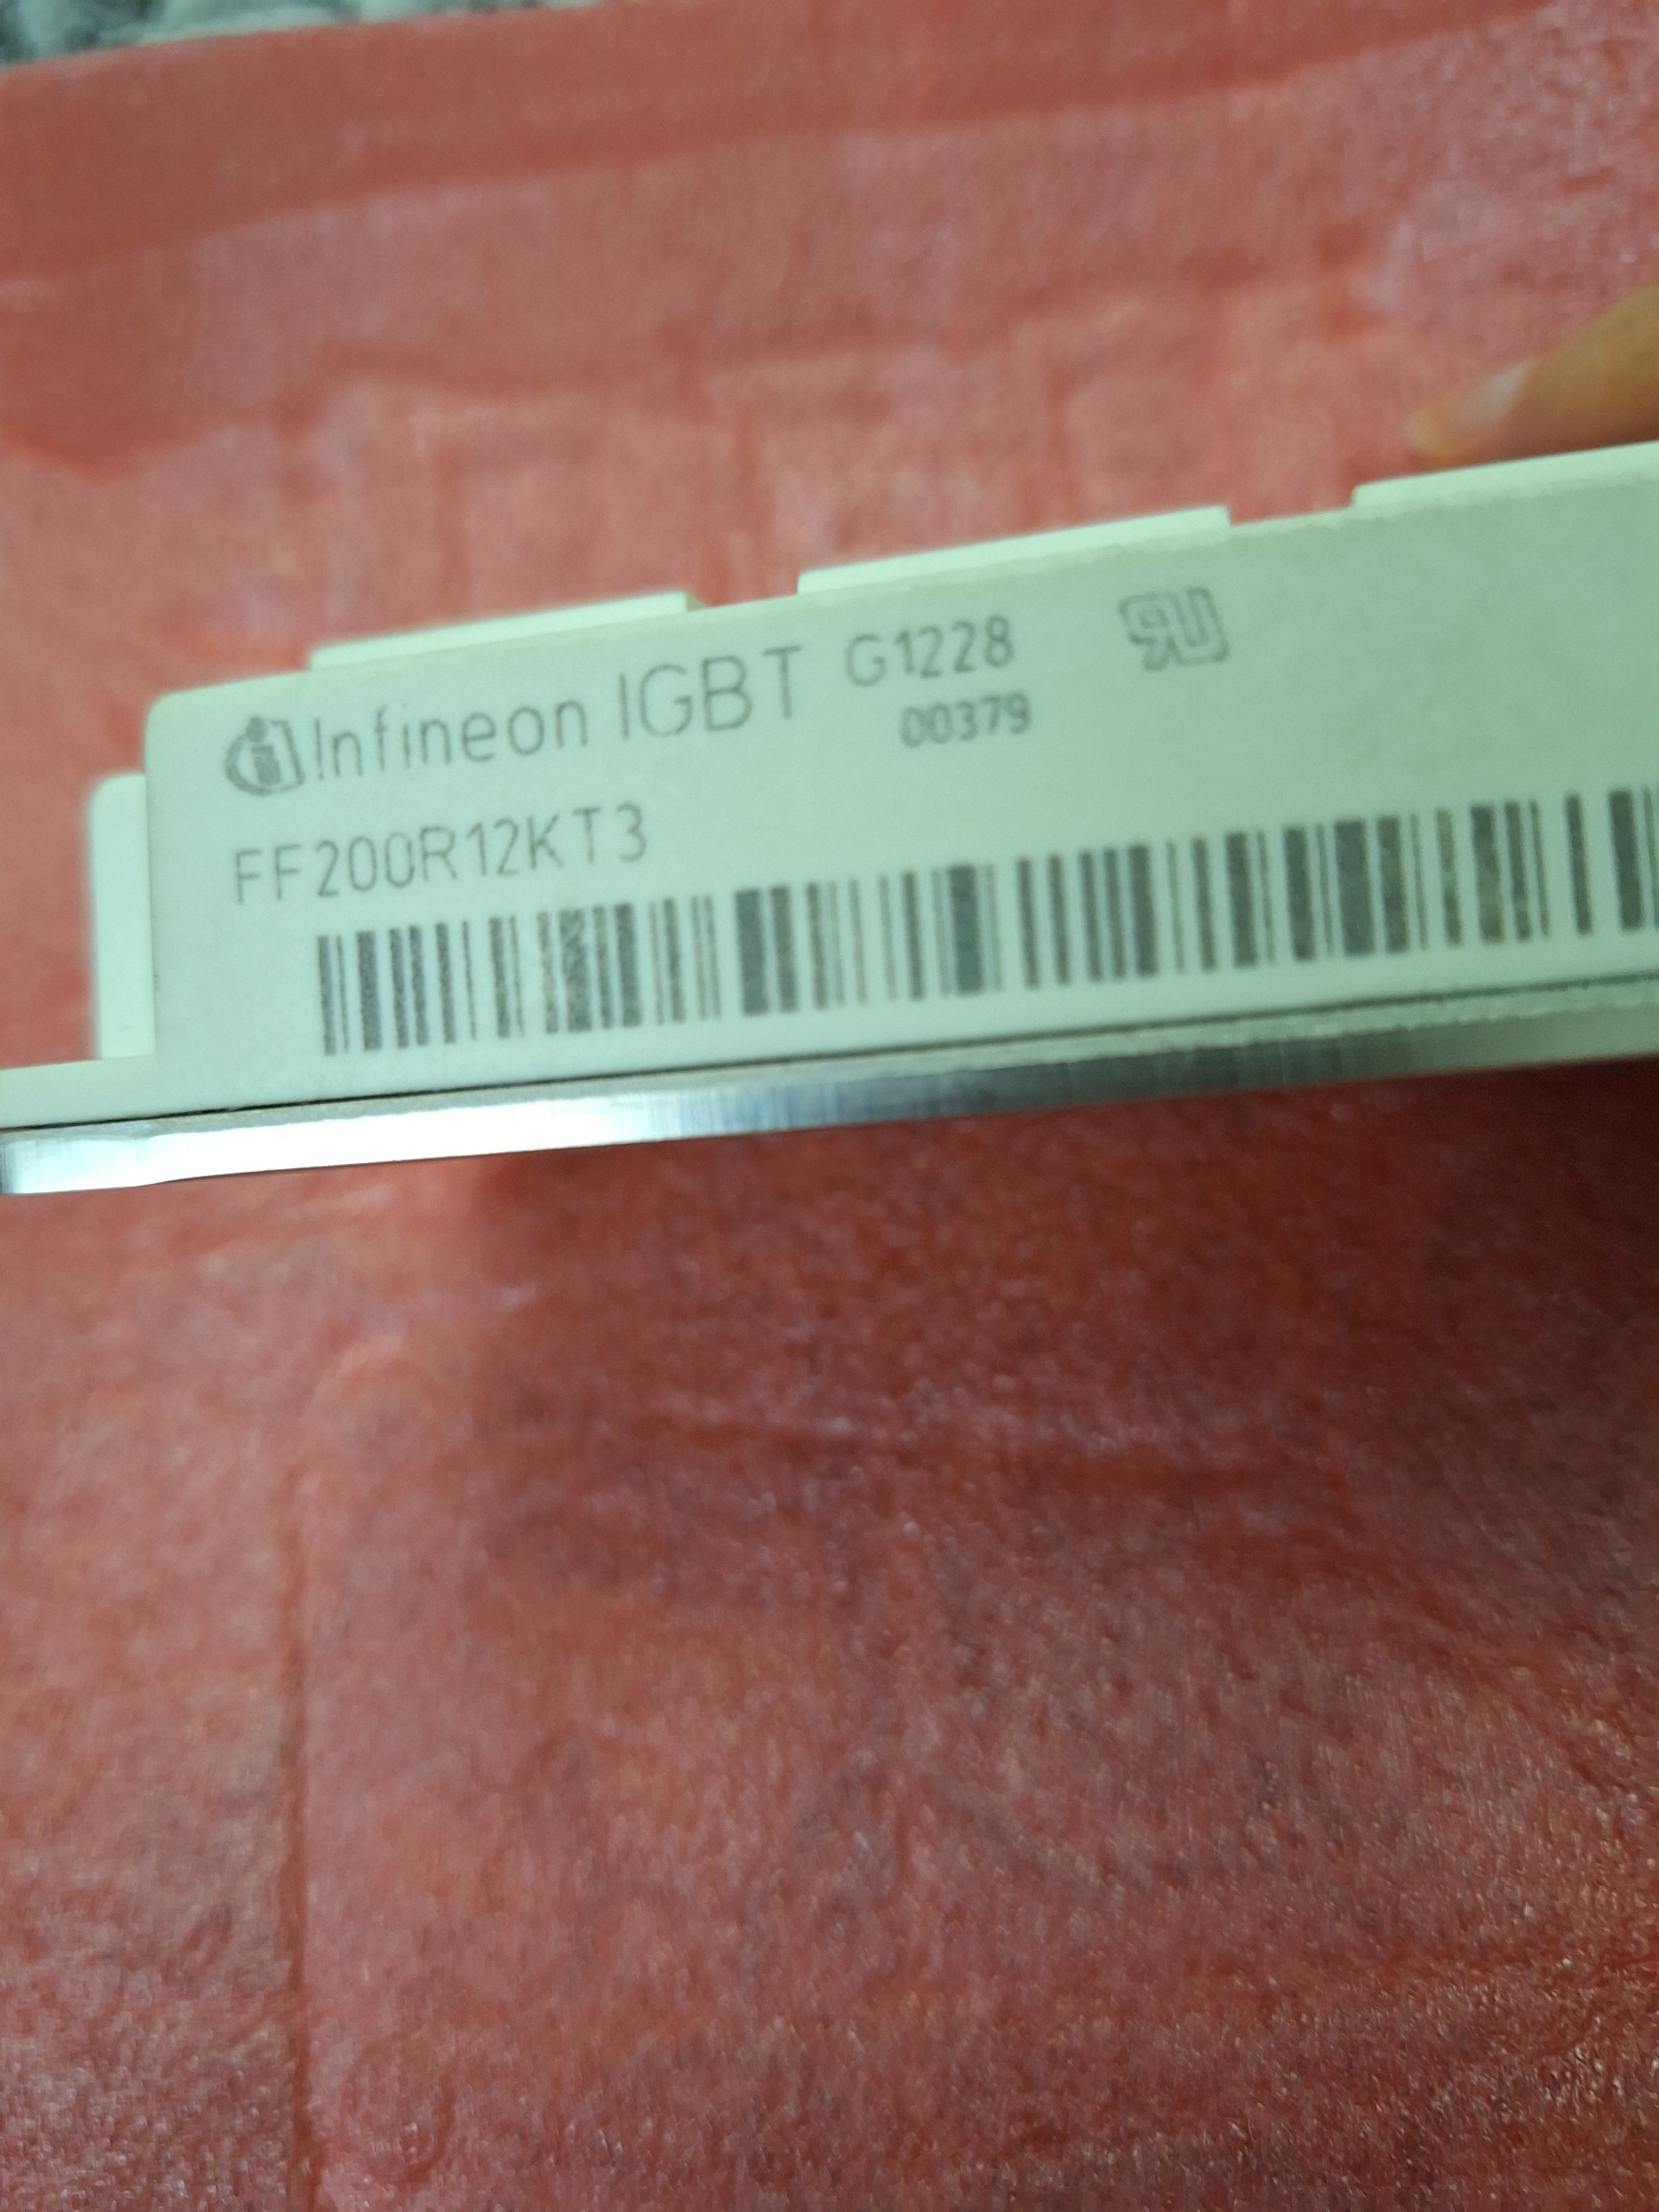 Infineon IGBT G1228
00379
FF200R12KT3